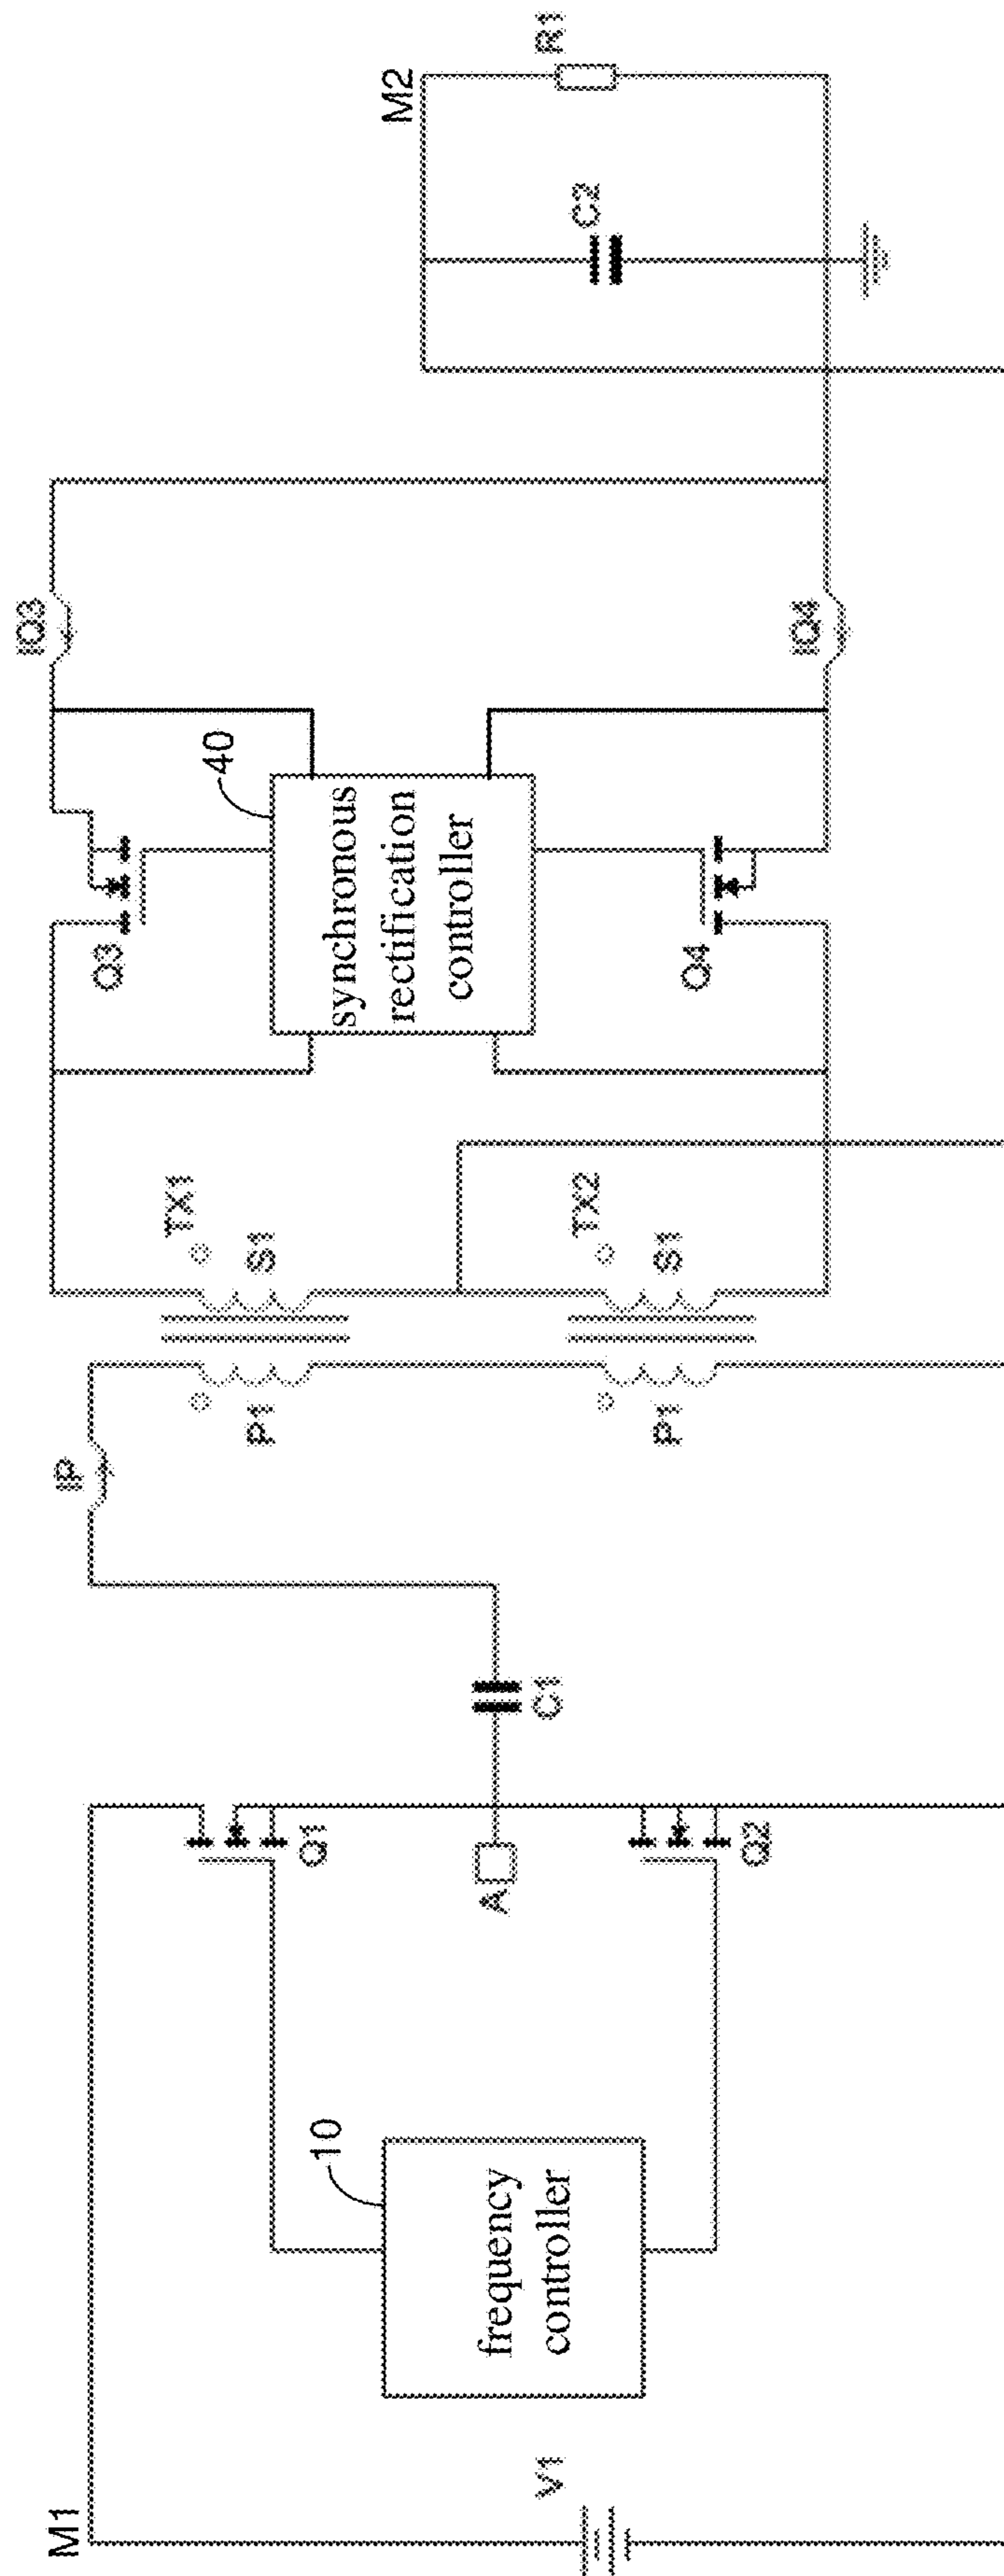 M1
V1
10
frequency
controller
Q1
A
Q2
C1
IP
P1
S1
TX1
P1
S1
TX2
Q3
40
synchronous
rectification
controller
Q4
IQ3
IQ4
M2
C2
R1